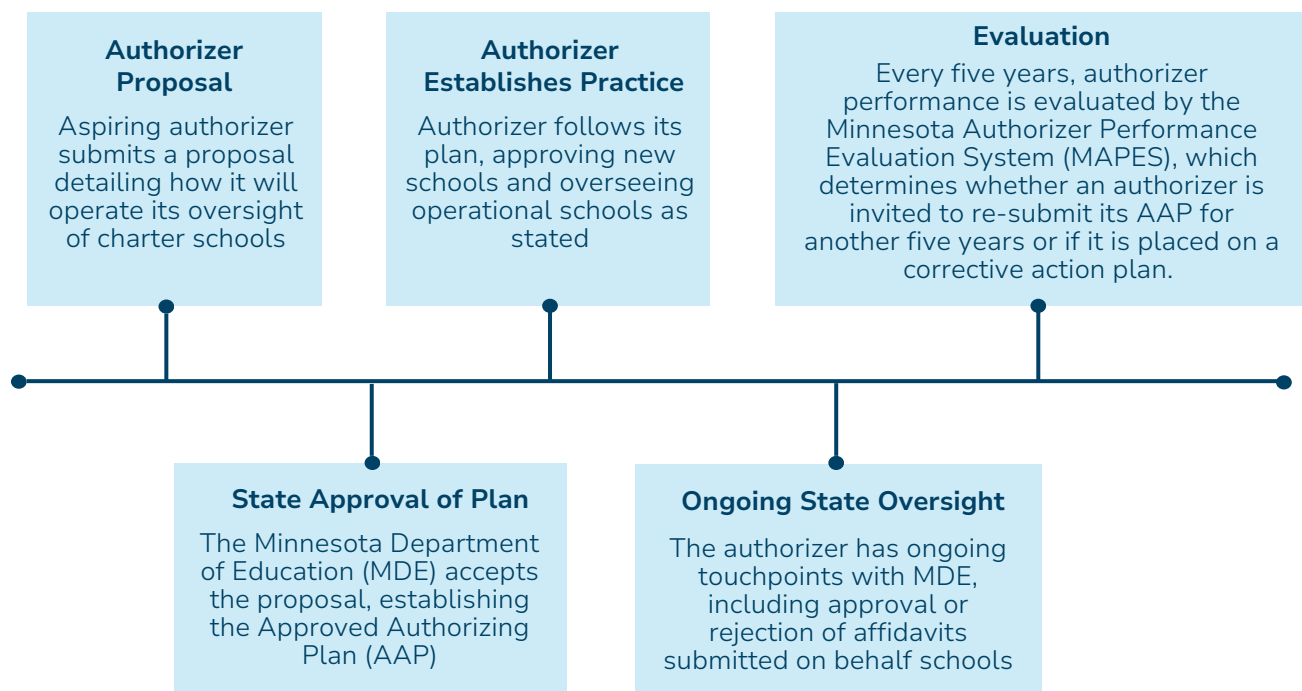 Authorizer
Proposal
Aspiring authorizer
submits a proposal
detailing how it will
operate its oversight
of charter schools
Authorizer
Establishes Practice
Authorizer follows its
plan, approving new
schools and overseeing
operational schools as
stated
Evaluation
Every five years, authorizer
performance is evaluated by the
Minnesota Authorizer Performance
Evaluation System (MAPES), which
determines whether an authorizer is
invited to re-submit its AAP for
another five years or if it is placed on a
corrective action plan.
State Approval of Plan
The Minnesota Department
of Education (MDE) accepts
the proposal, establishing
the Approved Authorizing
Plan (AAP)
Ongoing State Oversight
The authorizer has ongoing
touchpoints with MDE,
including approval or
rejection of affidavits
submitted on behalf schools